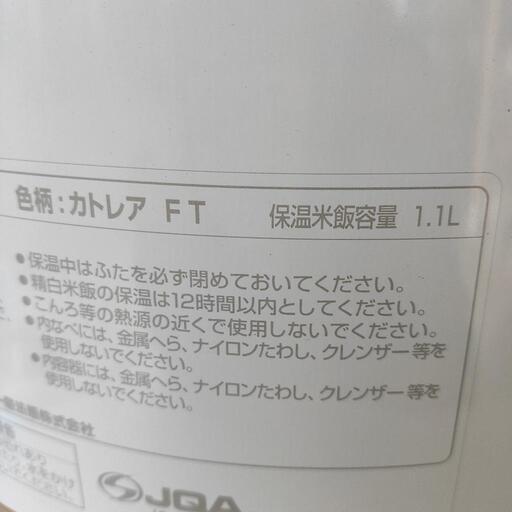 色柄：カトレア FT 保温米飯容量 1.1L
●保温中はふたを必ず閉めておいてください。
●精白米飯の保温は12時間以内としてください。
●こんろ等の熱源の近くで使用しないでください。
●内なべには、金属へら、ナイロンたわし、クレンザー等を
使用しないでください。
●内容器には、金属へら、ナイロンたわし、クレンザー等を
使用しないでください。
株式会社
JQA